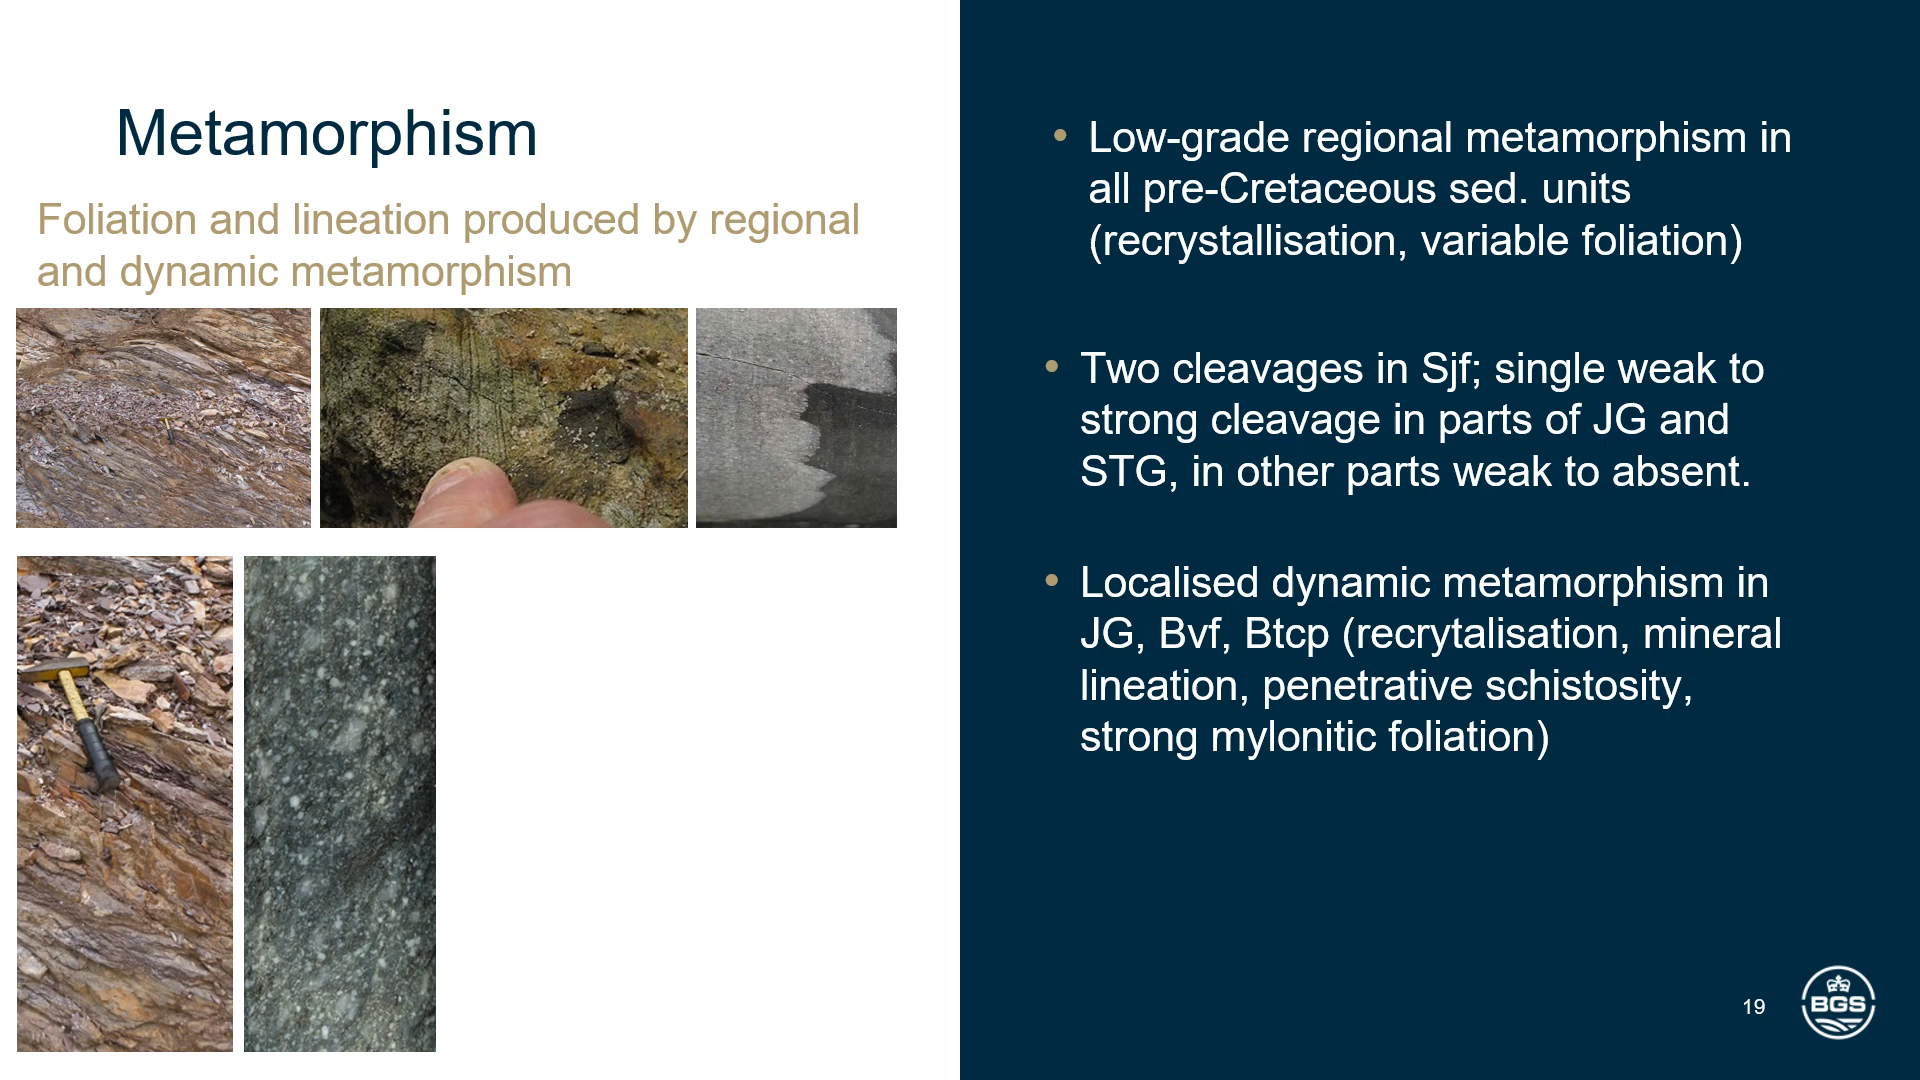 Metamorphism
Foliation and lineation produced by regional
and dynamic metamorphism
• Low-grade regional metamorphism in
all pre-Cretaceous sed. units
(recrystallisation, variable foliation)
• Two cleavages in Sjf; single weak to
strong cleavage in parts of JG and
STG, in other parts weak to absent.
• Localised dynamic metamorphism in
JG, Bvf, Btcp (recrytalisation, mineral
lineation, penetrative schistosity,
strong mylonitic foliation)
19
BGS